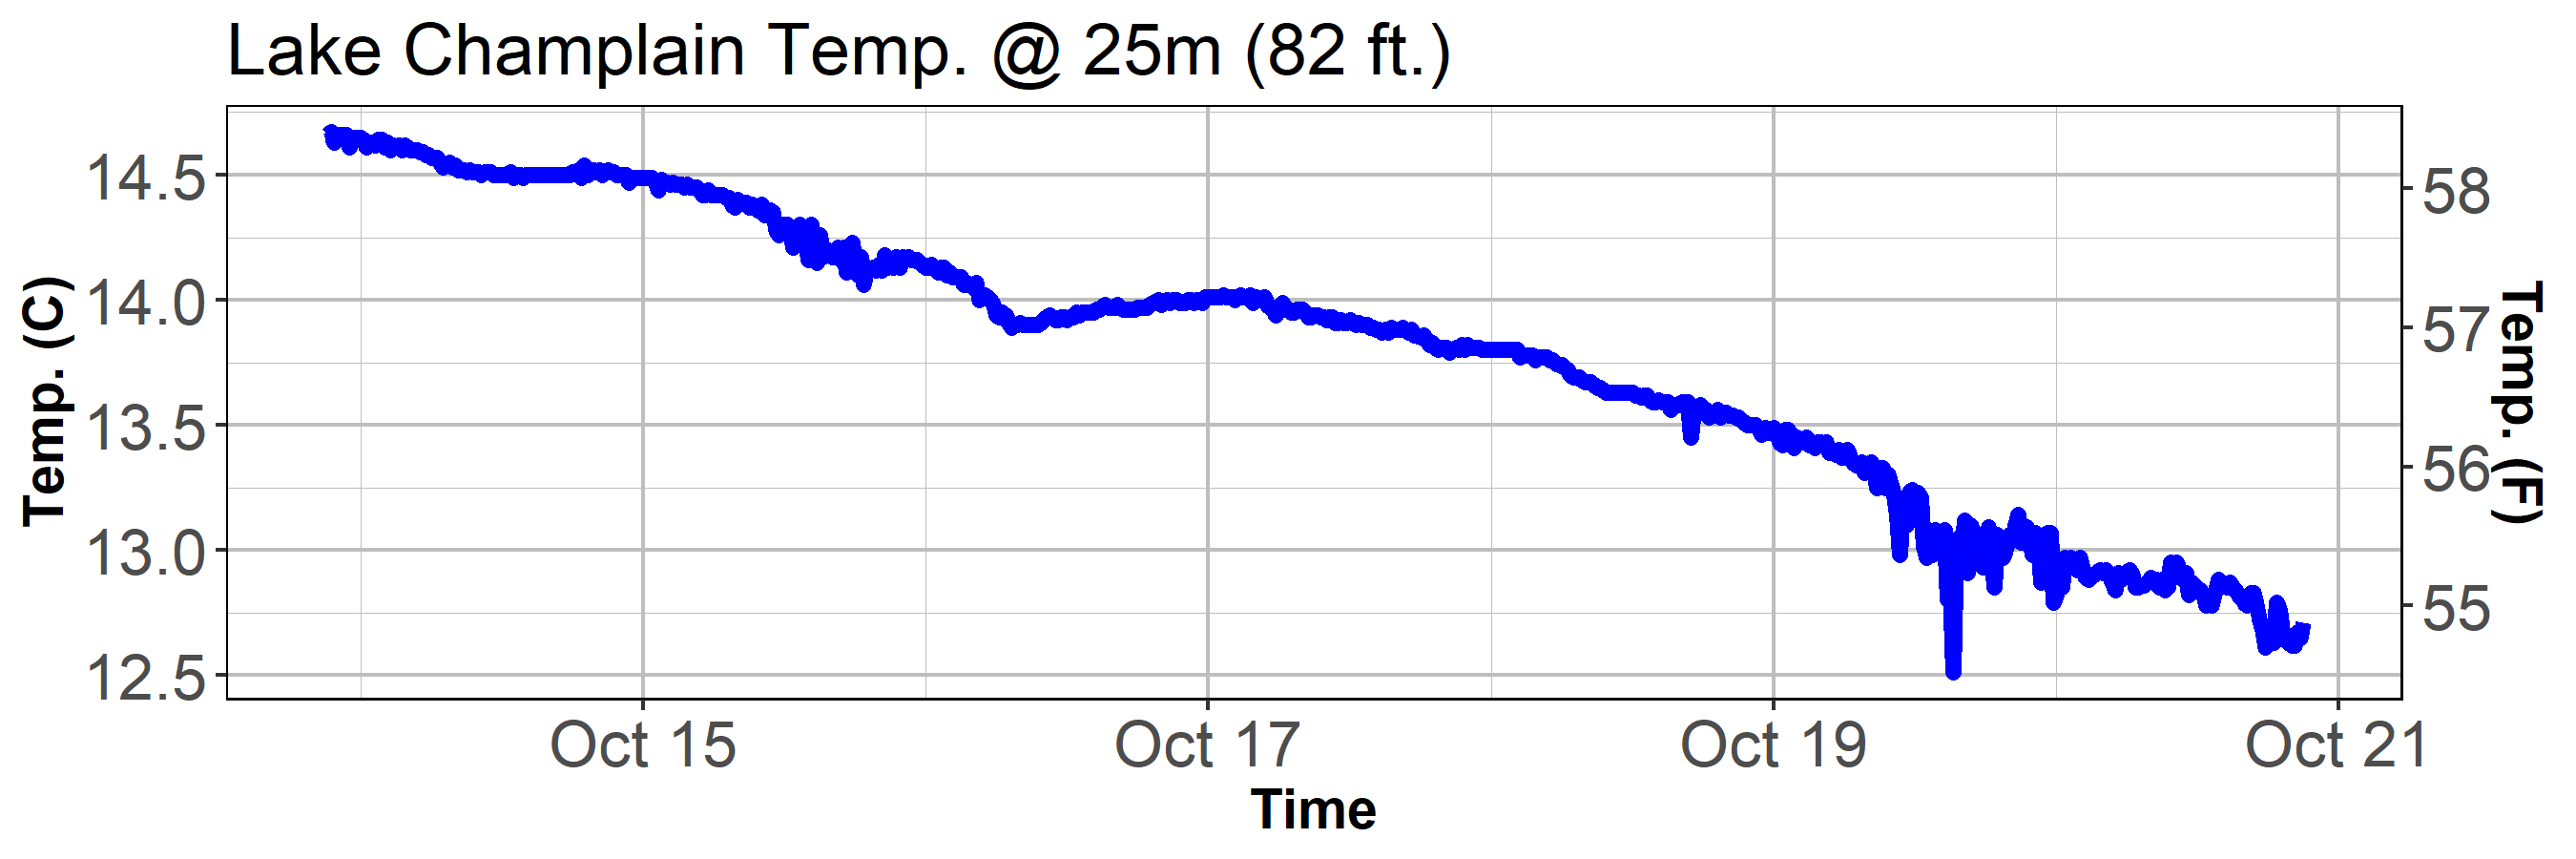 Lake Champlain Temp. @ 25m (82 ft.)
Temp. (C)
14.5
14.0
13.5
13.0
12.5
58
57
56
55
Temp. (F)
Oct 15 Oct 17 Oct 19 Oct 21
Time